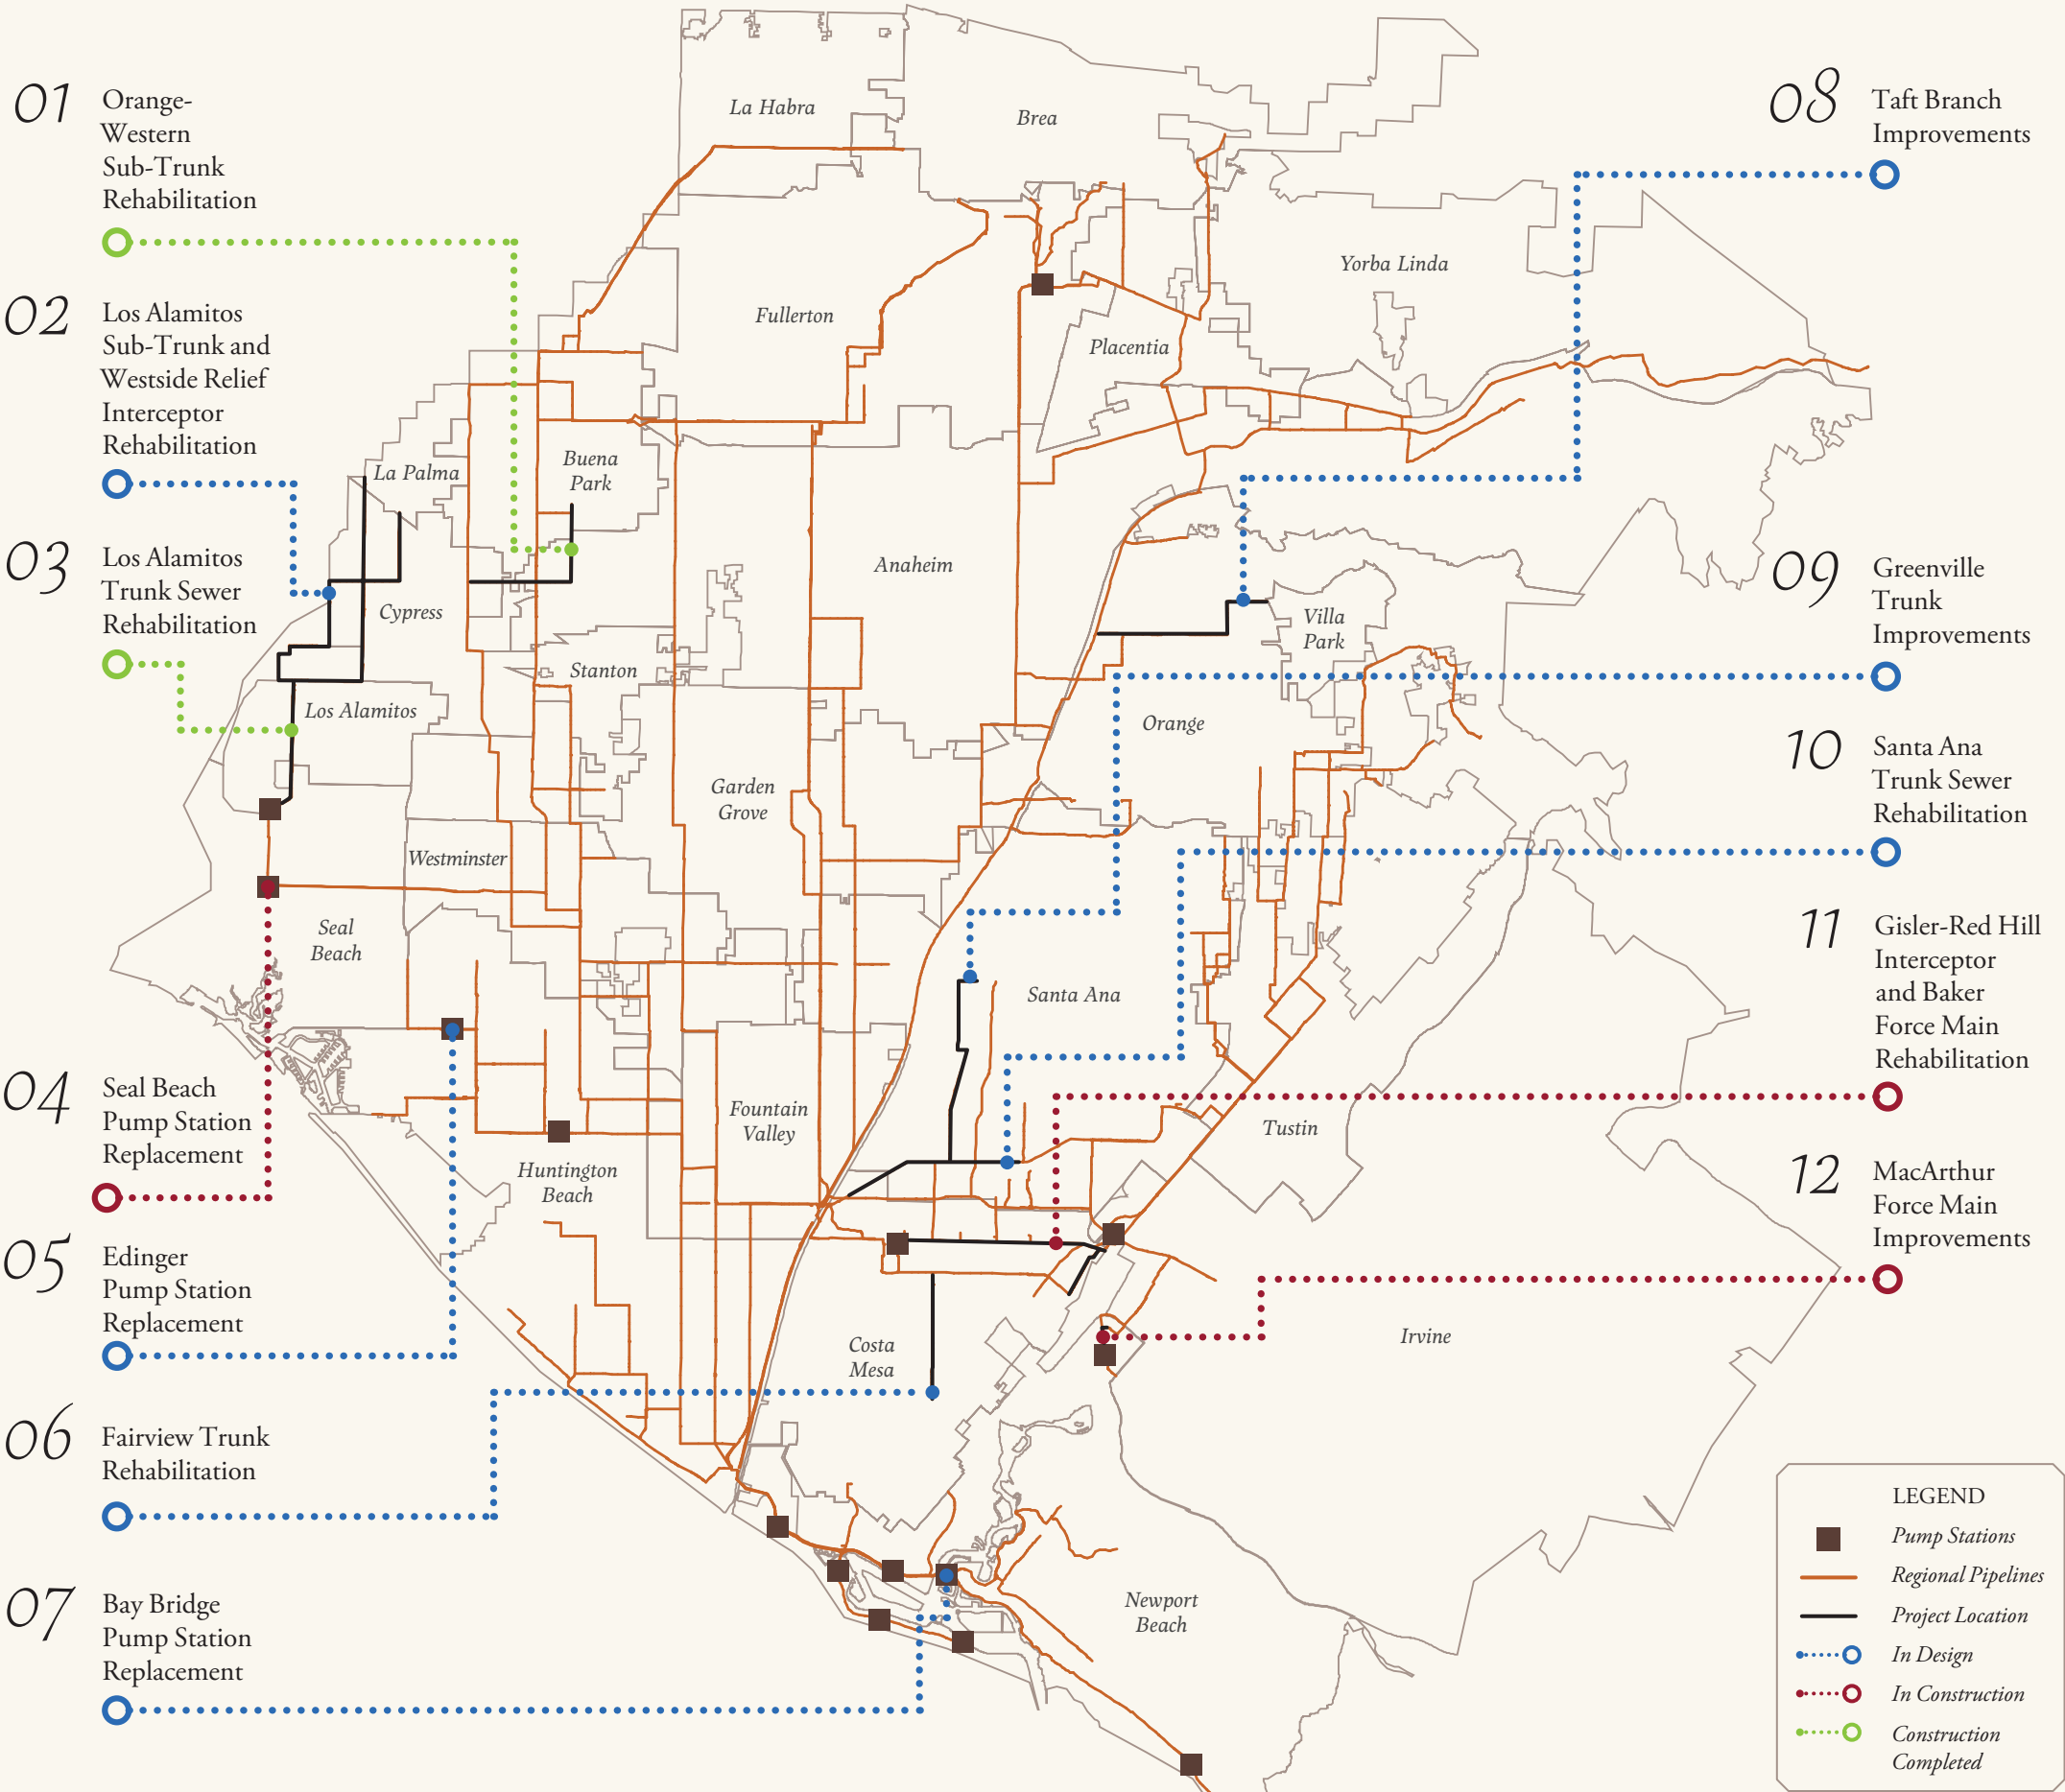 01
Orange-
Western
Sub-Trunk
Rehabilitation
02
Los Alamitos
Sub-Trunk and
Westside Relief
Interceptor
Rehabilitation
03
Los Alamitos
Trunk Sewer
Rehabilitation
04
Seal Beach
Pump Station
Replacement
05
Edinger
Pump Station
Replacement
06
Fairview Trunk
Rehabilitation
07
Bay Bridge
Pump Station
Replacement
La Habra
Brea
Yorba Linda
Fullerton
Placentia
La Palma
Buena
Park
Anaheim
Cypress
Villa
Park
Stanton
Los Alamitos
Orange
Garden
Grove
Westminster
Seal
Beach
Santa Ana
Fountain
Valley
Tustin
Huntington
Beach
Costa
Mesa
Irvine
Newport
Beach
08
Taft Branch
Improvements
09
Greenville
Trunk
Improvements
10
Santa Ana
Trunk Sewer
Rehabilitation
11
Gisler-Red Hill
Interceptor
and Baker
Force Main
Rehabilitation
12
MacArthur
Force Main
Improvements
LEGEND
Pump Stations
Regional Pipelines
Project Location
In Design
In Construction
Construction
Completed